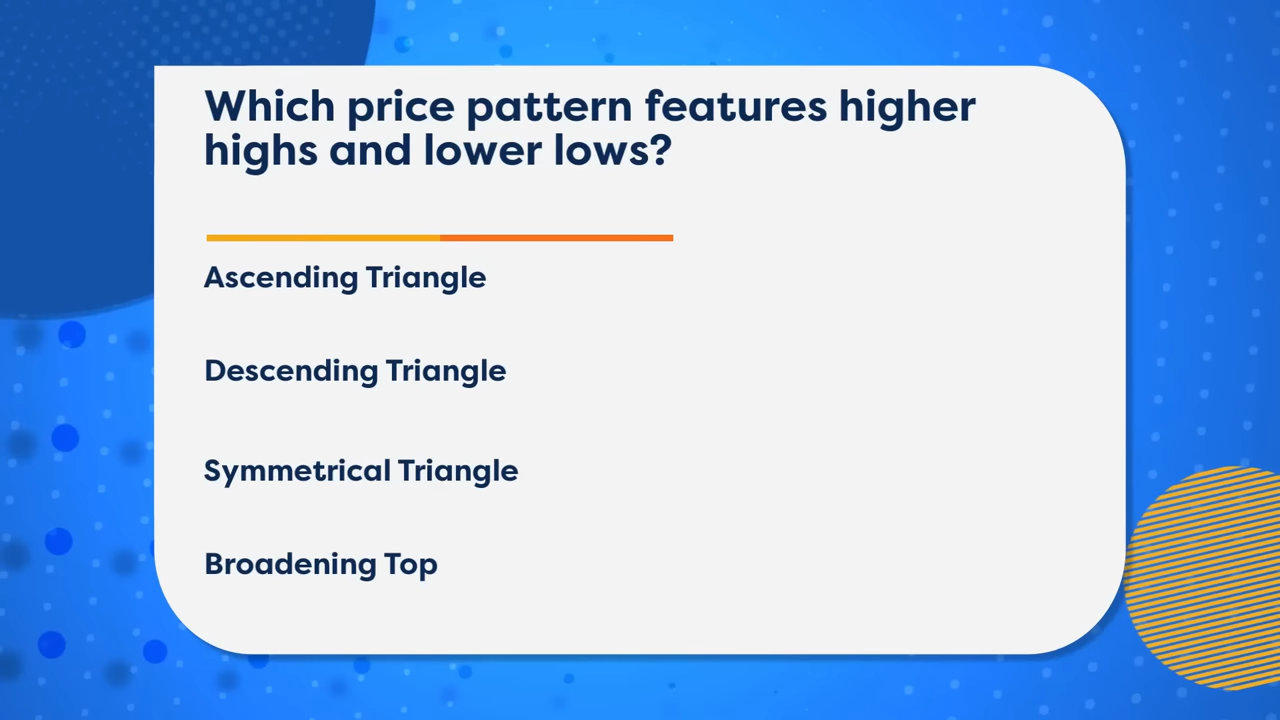 Which price pattern features higher
highs and lower lows?
Ascending Triangle
Descending Triangle
Symmetrical Triangle
Broadening Top